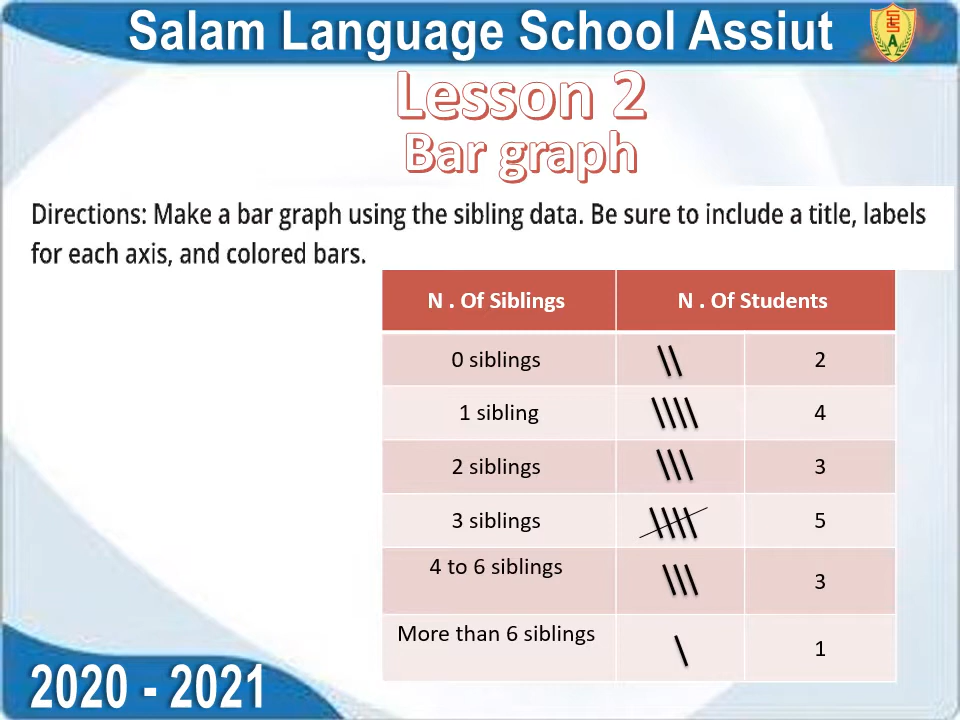 Salam Language School Assiut
Lesson 2
Bar graph
Directions: Make a bar graph using the sibling data. Be sure to include a title, labels
for each axis, and colored bars.
N . Of Siblings N . Of Students
0 siblings 2
1 sibling 4
2 siblings 3
3 siblings 5
4 to 6 siblings 3
More than 6 siblings 1
2020 - 2021